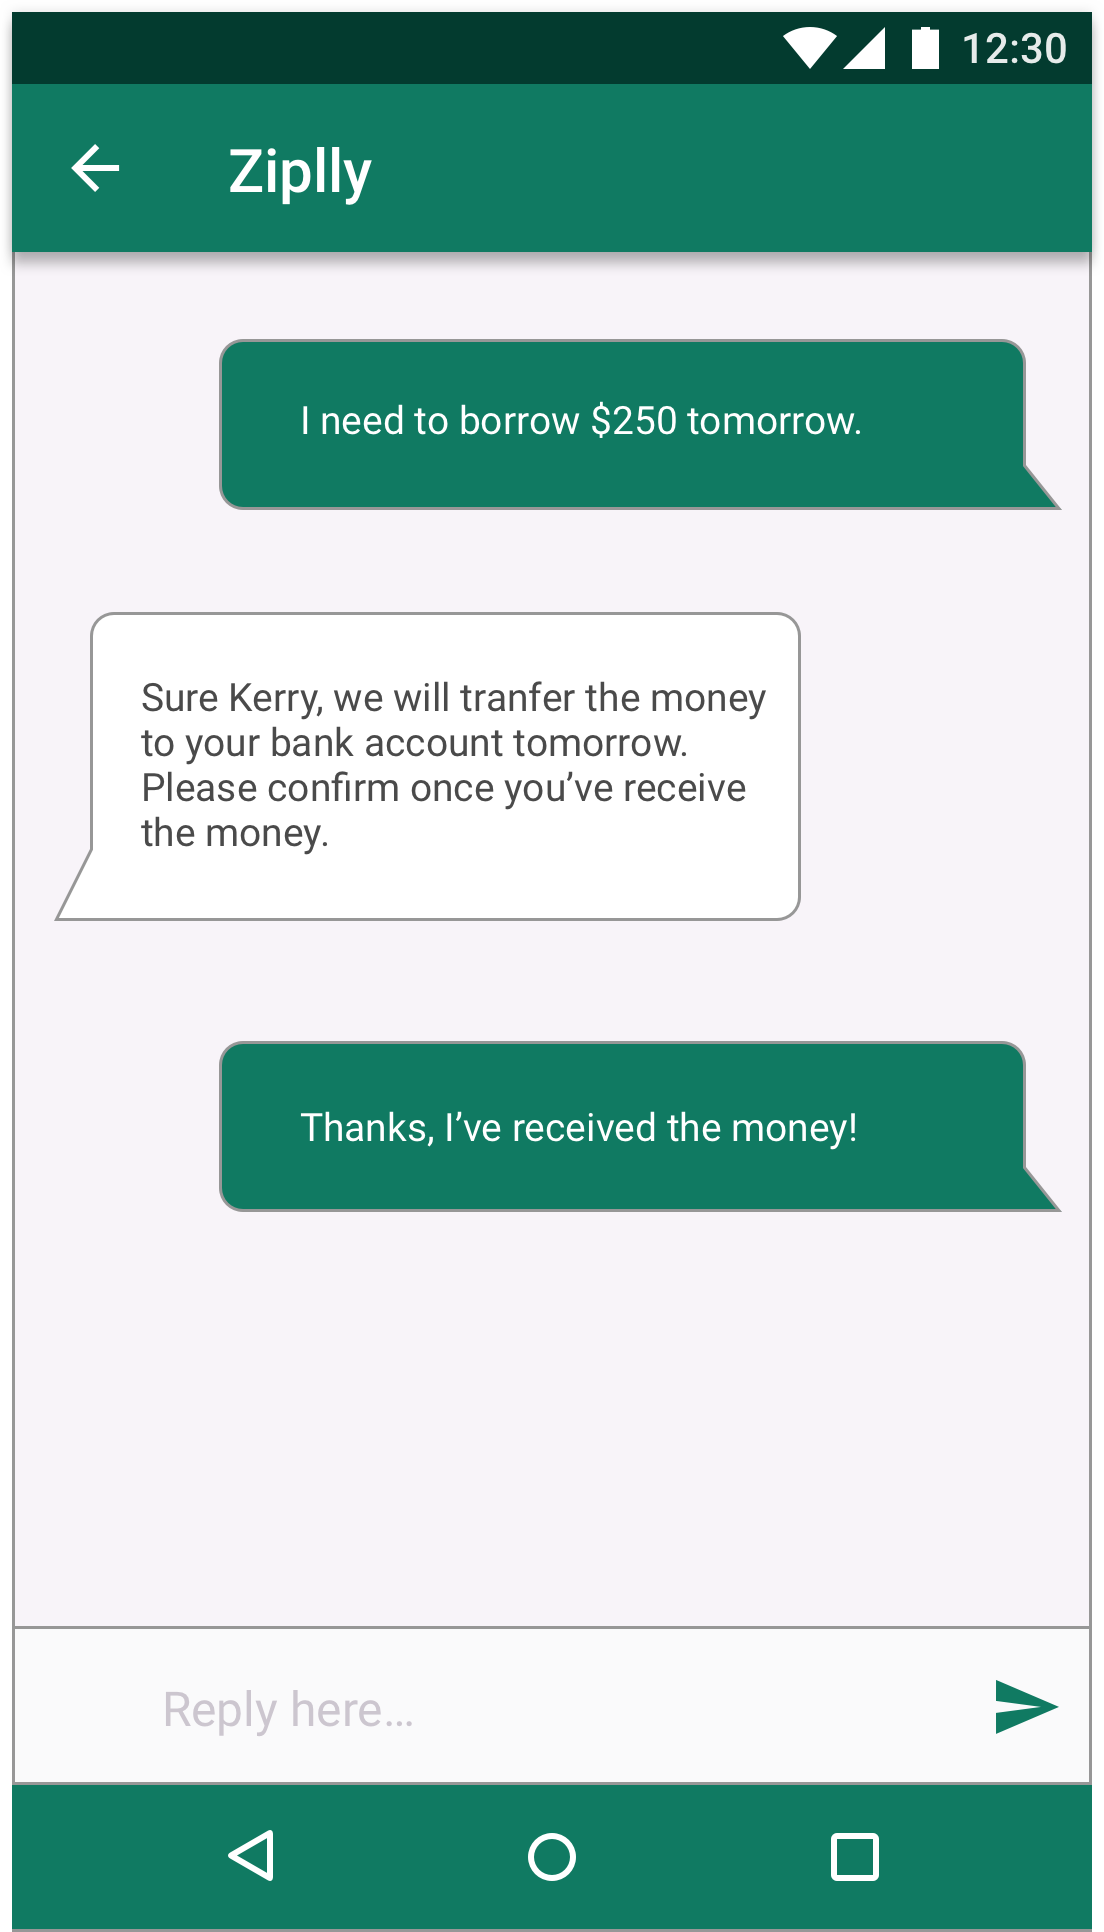 12:30
Ziplly
I need to borrow $250 tomorrow.
Sure Kerry, we will tranfer the money
to your bank account tomorrow.
Please confirm once you’ve receive
the money.
Thanks, I’ve received the money!
Reply here…